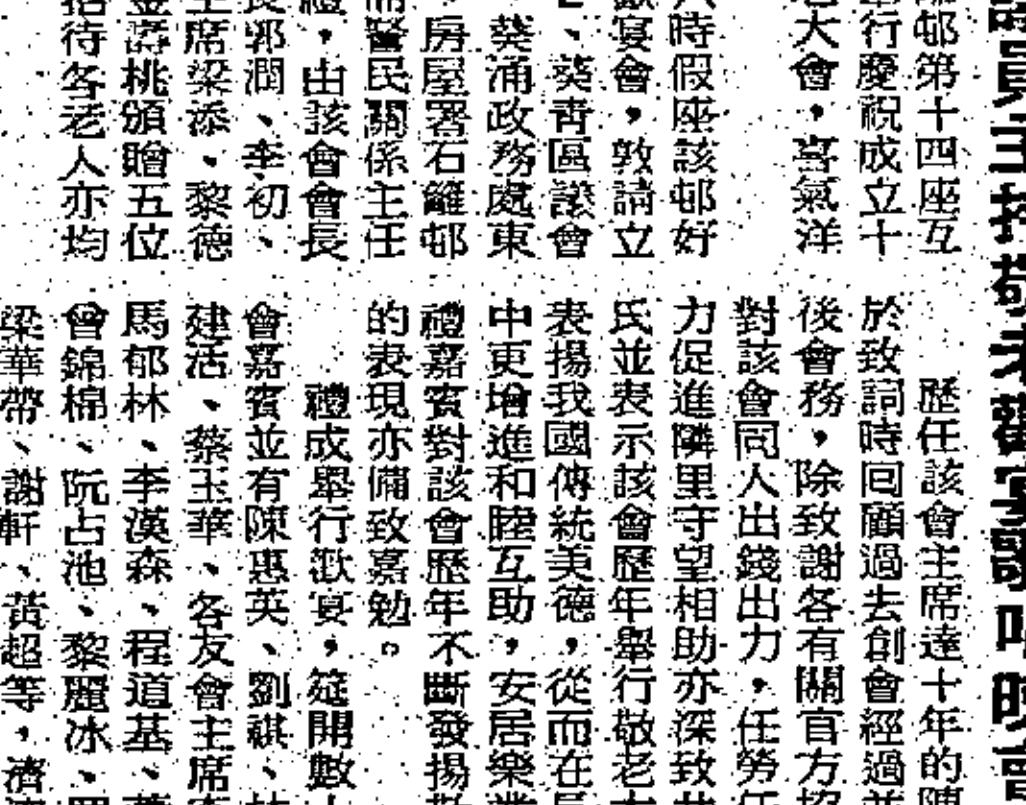 邨第十四座互
行慶祝成立十
大會，喜氣洋
時假座該邨好
宴會，敦請立
、葵青區議會
葵涌政務處東
房屋署石籬邨
警民關係主任
，由該會會長
郭潤、李初、
席梁添、黎德
壽桃頒贈五位
待各老人亦均
歷任該會主席達十年的陳
於致詞時回顧過去創會經過並
後會務，除致謝各有關官方
對該會同人出錢出力，任勞任
力促進隣里守望相助亦深致
氏並表示該會歷年舉行敬老
表揚我國傳統美德，從而在
中更增進和睦互助，安居樂業
禮嘉賓對該會歷年不斷發揚
的表現亦備致嘉勉。
禮成舉行歡宴，筵開數
會嘉賓並有陳惠英、劉祺、
建活、蔡玉華、各友會主席
馬郁林、李漢森、程道基、
曾錦棉、阮占池、黎麗冰、
梁華帶、謝軒、黃超等，濟